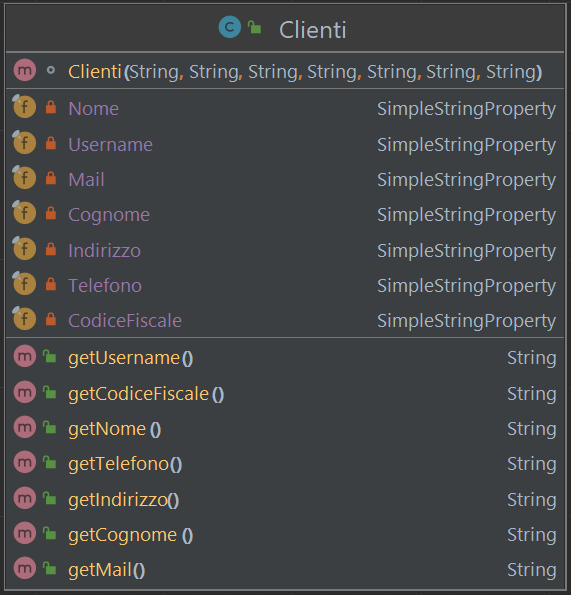 C Clienti
m Clienti(String, String, String, String, String, String, String)
f Nome SimpleStringProperty
f Username SimpleStringProperty
f Mail SimpleStringProperty
f Cognome SimpleStringProperty
f Indirizzo SimpleStringProperty
f Telefono SimpleStringProperty
f CodiceFiscale SimpleStringProperty
m getUsername() String
m getCodiceFiscale () String
m getNome () String
m getTelefono() String
m getIndirizzo() String
m getCognome () String
m getMail() String